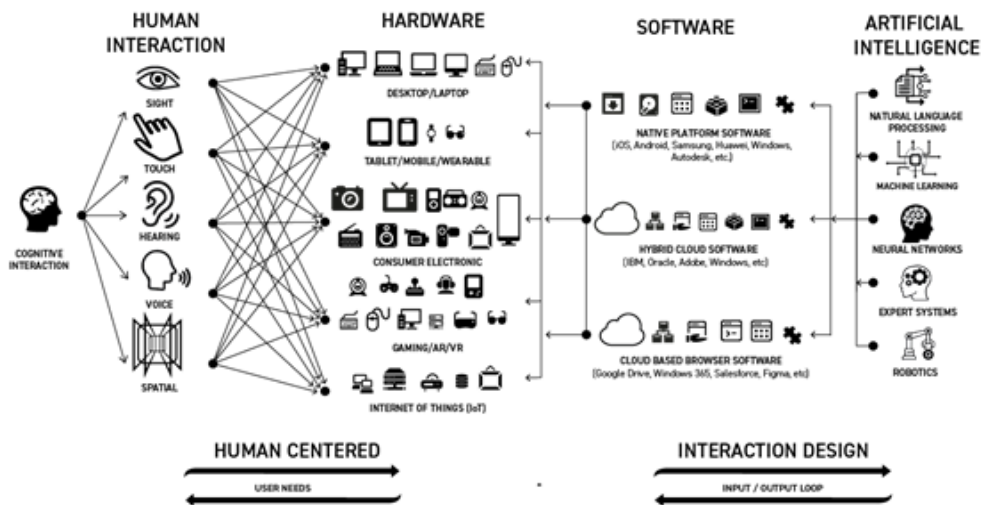 HUMAN
INTERACTION
HARDWARE
SOFTWARE
ARTIFICIAL
INTELLIGENCE
SIGHT
TOUCH
HEARING
VOICE
SPATIAL
COGNITIVE
INTERACTION
DESKTOP/LAPTOP
TABLET/MOBILE/WEARABLE
CONSUMER ELECTRONIC
GAMING/AR/VR
INTERNET OF THINGS (IoT)
NATIVE PLATFORM SOFTWARE
(iOS, Android, Samsung, Huawei, Windows,
Autodesk, etc.)
HYBRID CLOUD SOFTWARE
(IBM, Oracle, Adobe, Windows, etc)
CLOUD BASED BROWSER SOFTWARE
(Google Drive, Windows 365, Salesforce, Figma, etc)
NATURAL LANGUAGE
PROCESSING
MACHINE LEARNING
NEURAL NETWORKS
EXPERT SYSTEMS
ROBOTICS
HUMAN CENTERED
USER NEEDS
INTERACTION DESIGN
INPUT / OUTPUT LOOP